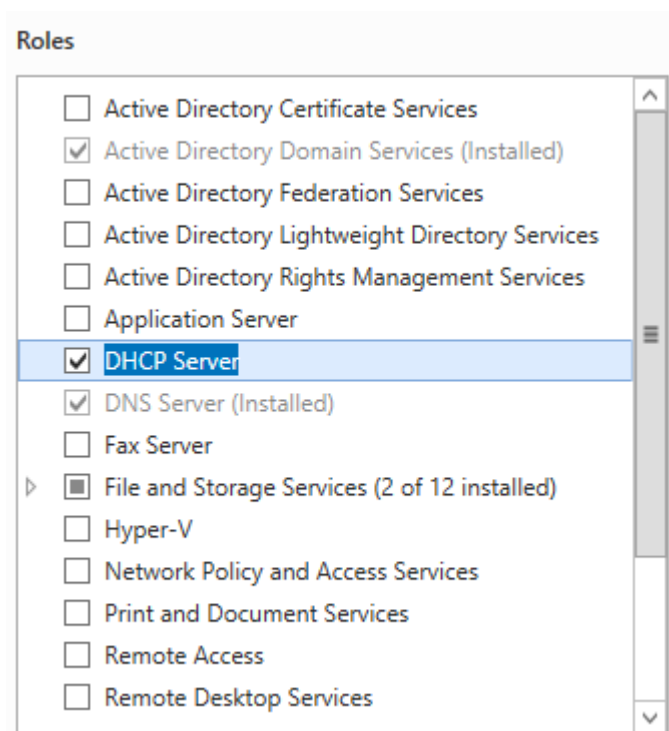 Roles
Active Directory Certificate Services
Active Directory Domain Services (Installed)
Active Directory Federation Services
Active Directory Lightweight Directory Services
Active Directory Rights Management Services
Application Server
DHCP Server
DNS Server (Installed)
Fax Server
File and Storage Services (2 of 12 installed)
Hyper-V
Network Policy and Access Services
Print and Document Services
Remote Access
Remote Desktop Services